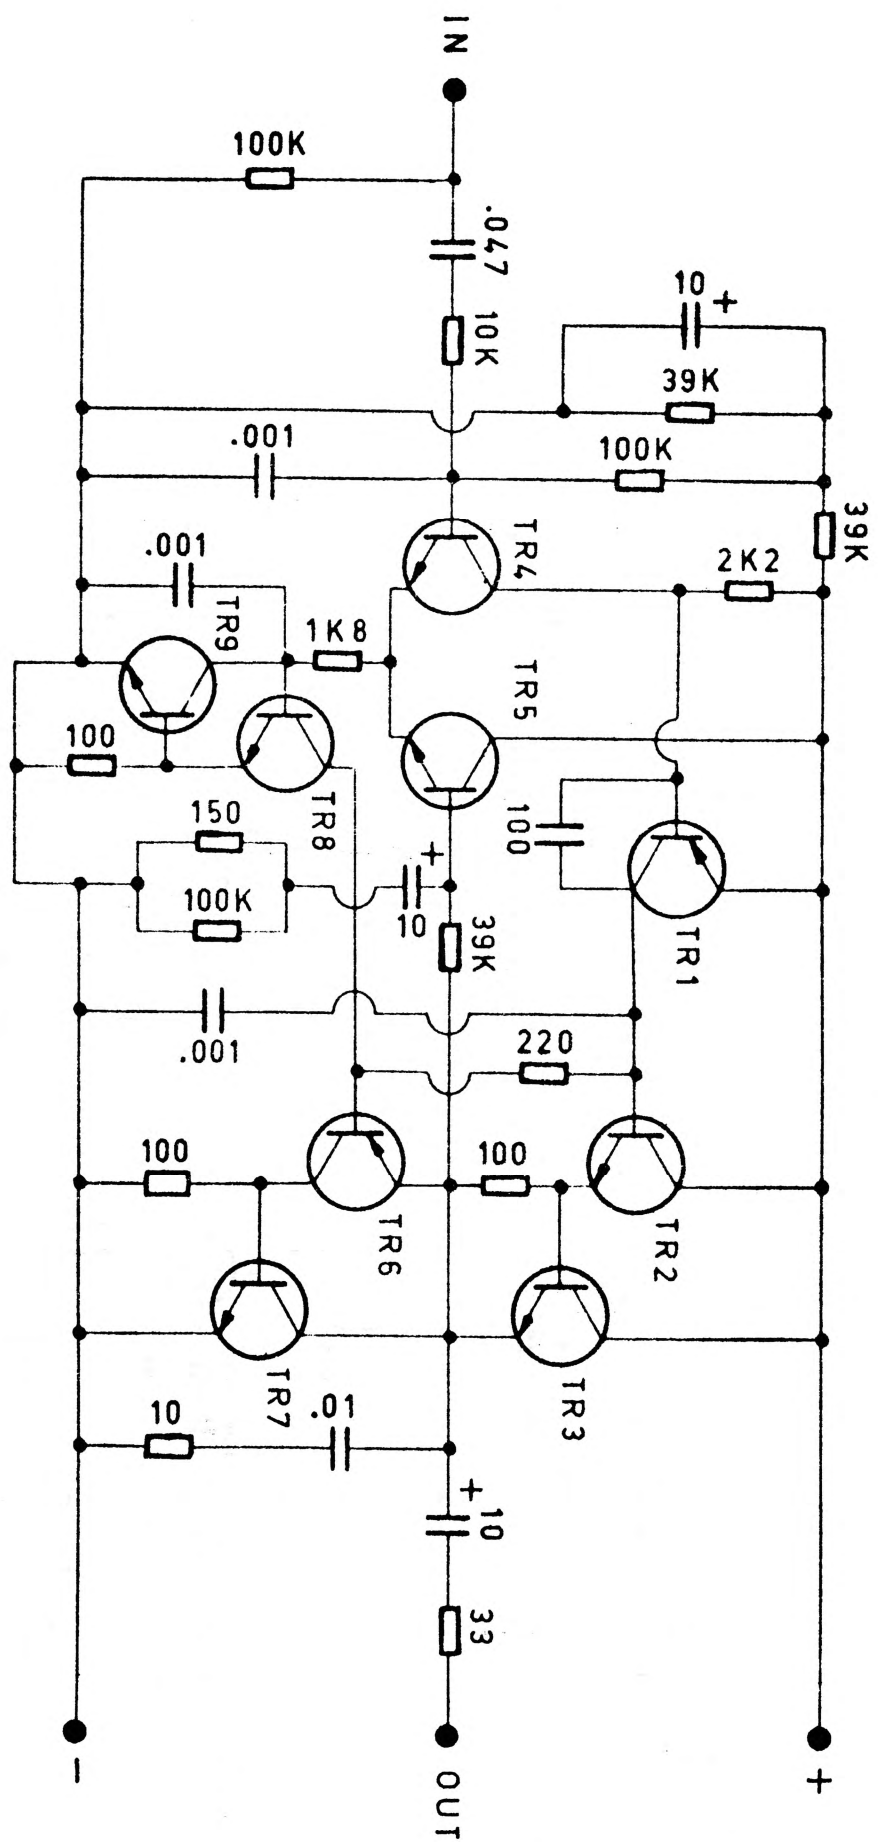 IN
100K
.047
10K
10
+
39K
100K
39K
.001
2K2
TR4
.001
TR9
1K8
TR5
100
TR8
150
100K
+
10
39K
100
TR1
.001
220
100
TR6
100
TR2
TR7
TR3
10
.01
+
10
33
-
OUT
+